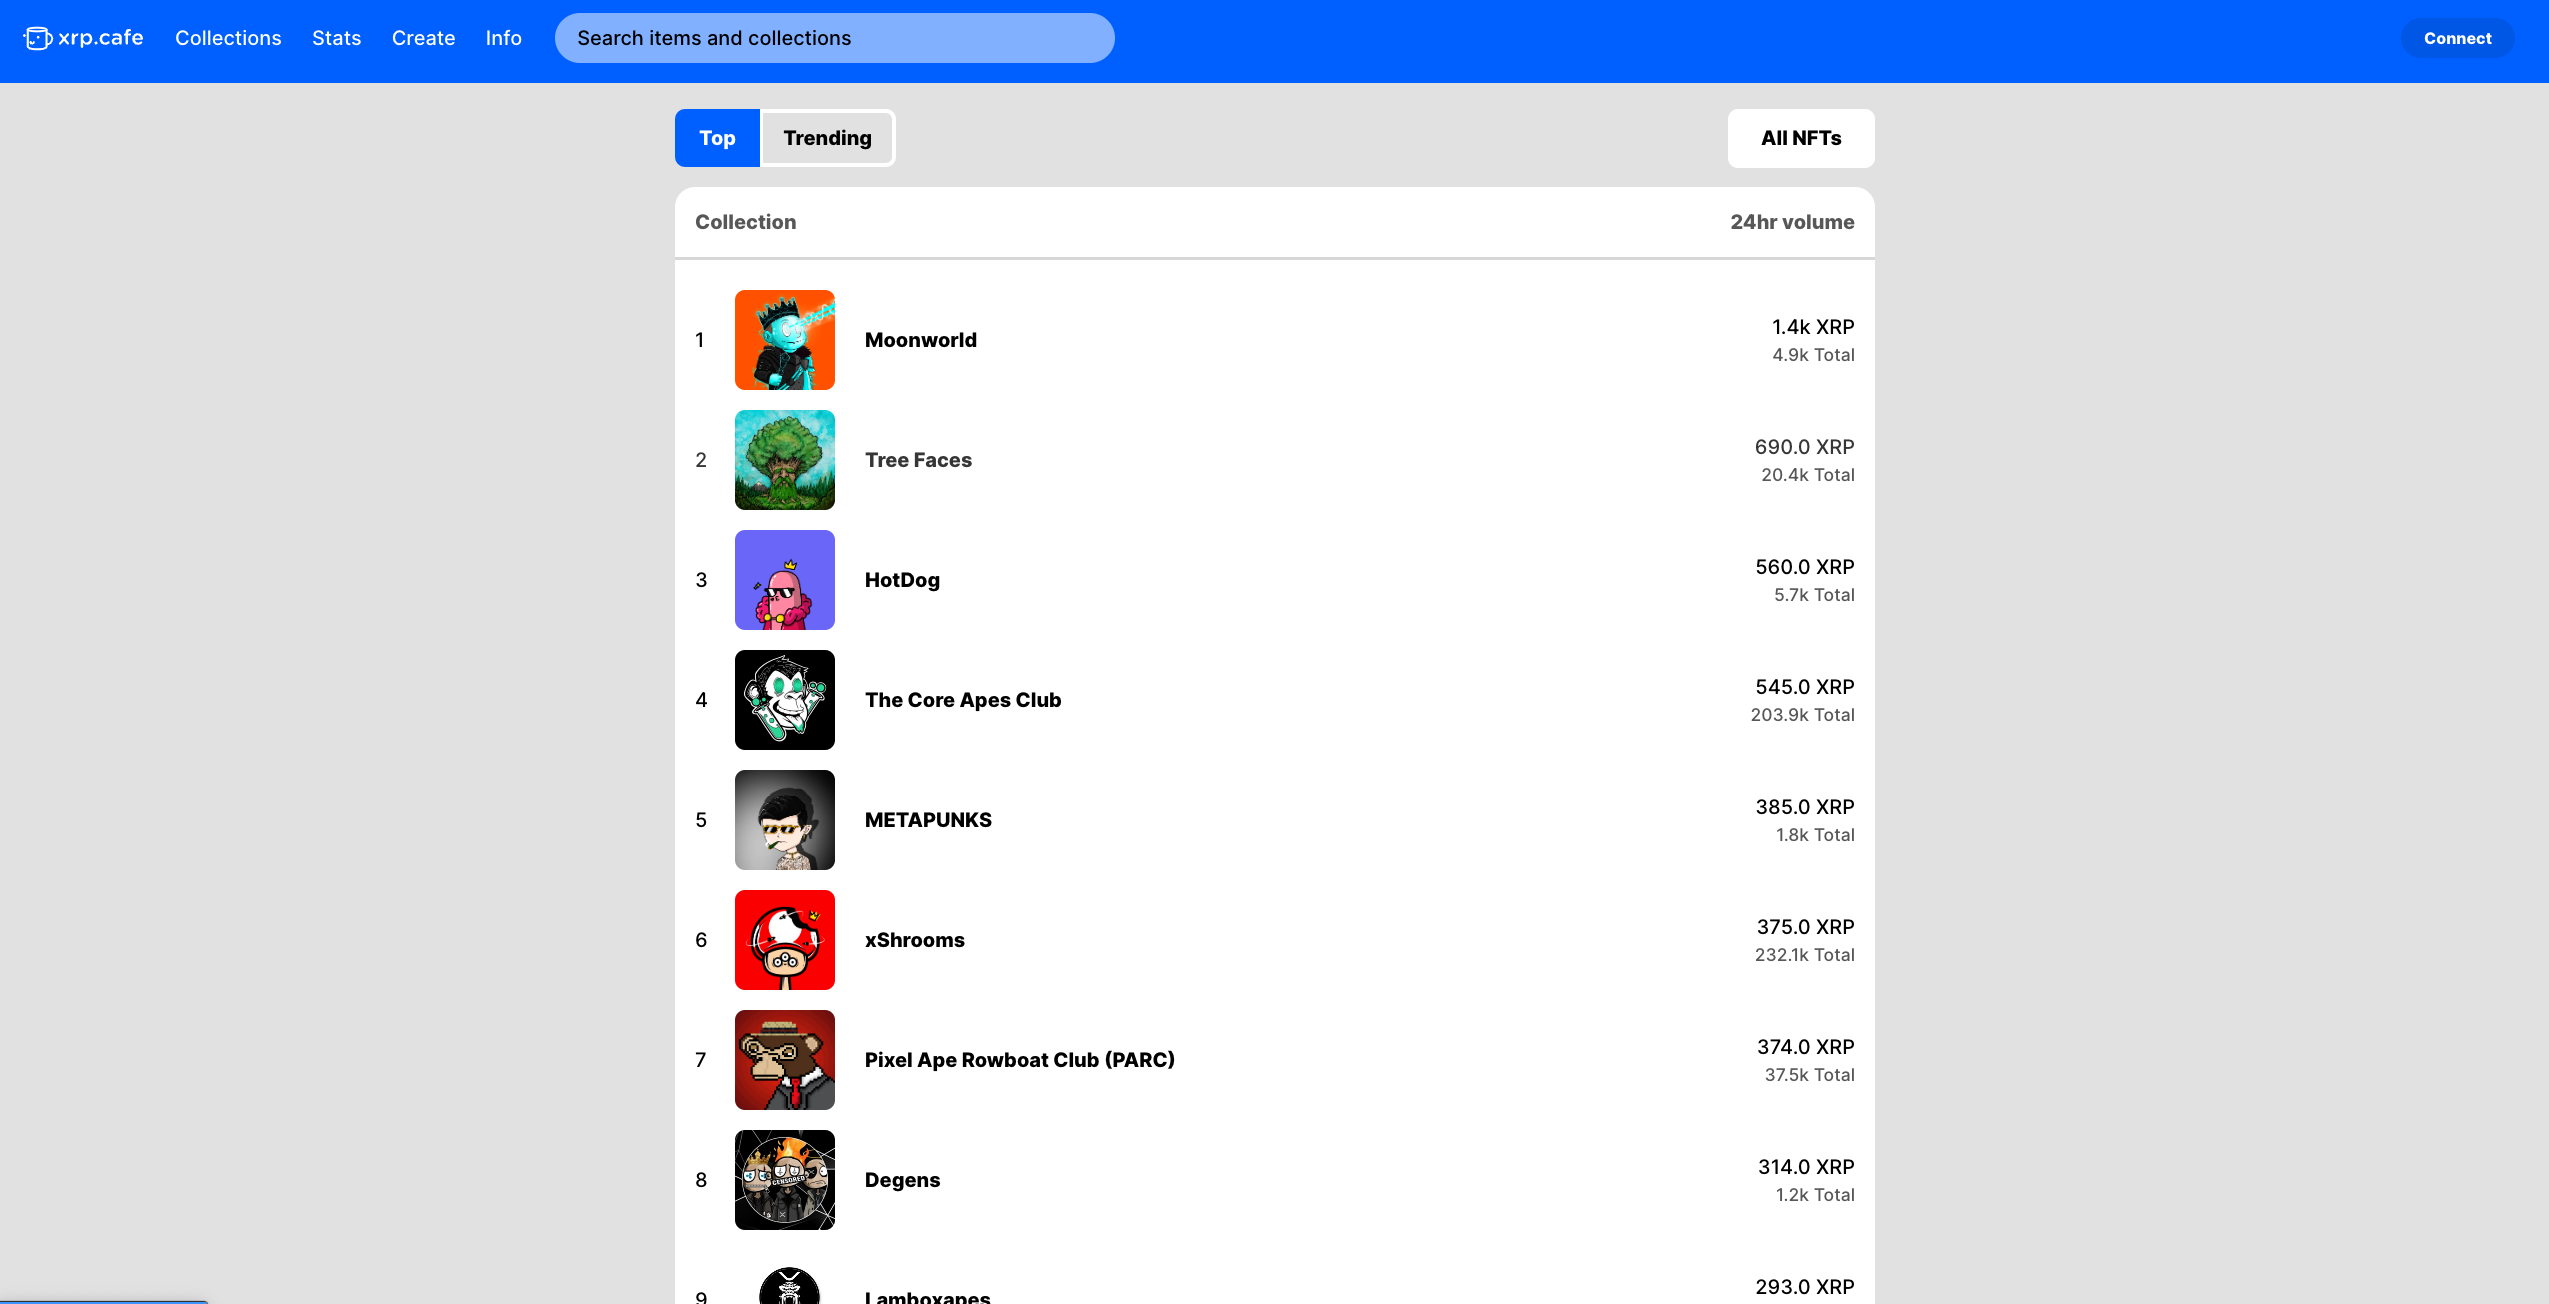 xrp.cafe Collections Stats Create Info Search items and collections Connect
Top Trending All NFTs
Collection 24hr volume
1 Moonworld 1.4k XRP
4.9k Total
2 Tree Faces 690.0 XRP
20.4k Total
3 HotDog 560.0 XRP
5.7k Total
4 The Core Apes Club 545.0 XRP
203.9k Total
5 METAPUNKS 385.0 XRP
1.8k Total
6 xShrooms 375.0 XRP
232.1k Total
7 Pixel Ape Rowboat Club (PARC) 374.0 XRP
37.5k Total
8 CENSORED Degens 314.0 XRP
1.2k Total
9 Lamboxapes 293.0 XRP